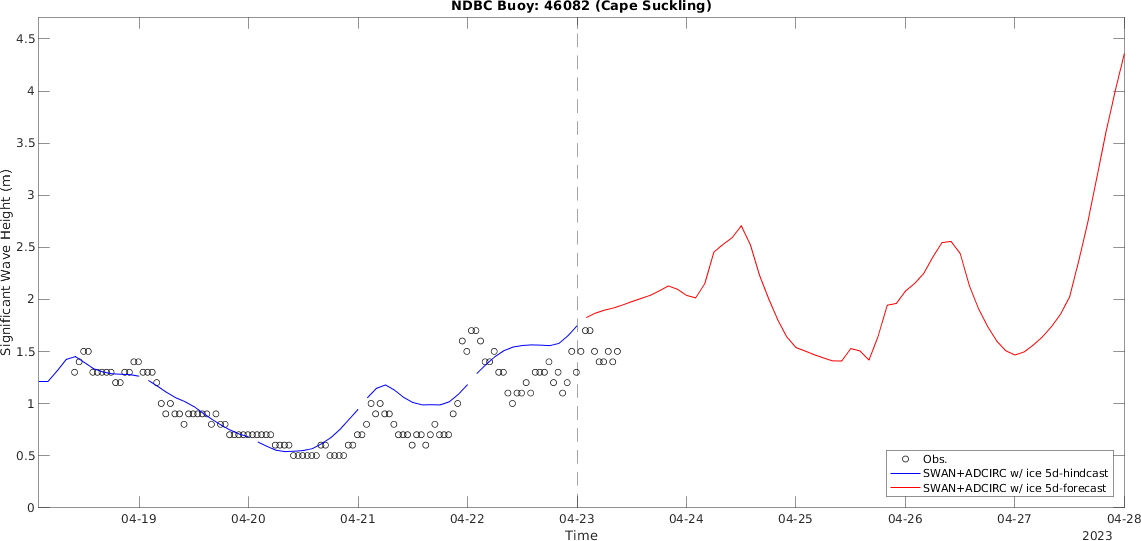 NDBC Buoy: 46082 (Cape Suckling)
Significant Wave Height (m)
4.5
4
3.5
3
2.5
2
1.5
1
0.5
0
Obs.
SWAN+ADCIRC w/ ice 5d-hindcast
SWAN+ADCIRC w/ ice 5d-forecast
04-19 04-20 04-21 04-22 04-23 04-24 04-25 04-26 04-27 04-28
Time
2023